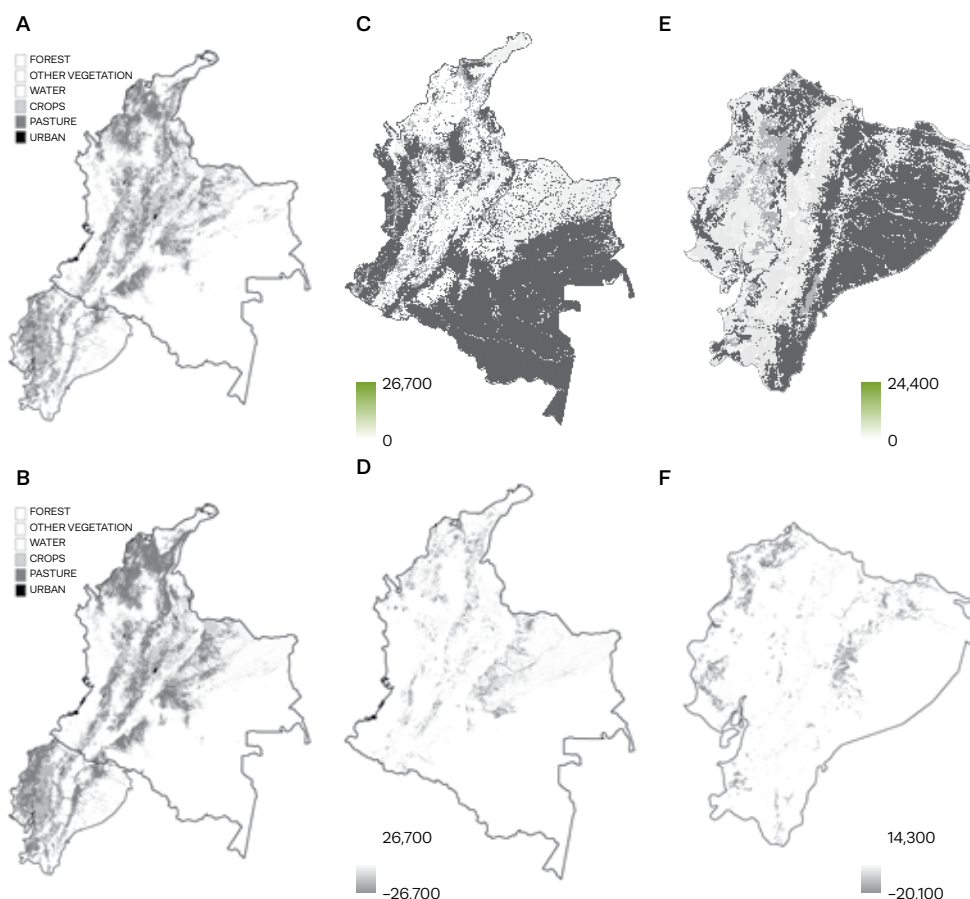 A
FOREST
OTHER VEGETATION
WATER
CROPS
PASTURE
URBAN
C
26,700
0
E
24,400
0
B
FOREST
OTHER VEGETATION
WATER
CROPS
PASTURE
URBAN
D
26,700
−26.700
F
14,300
−20.100